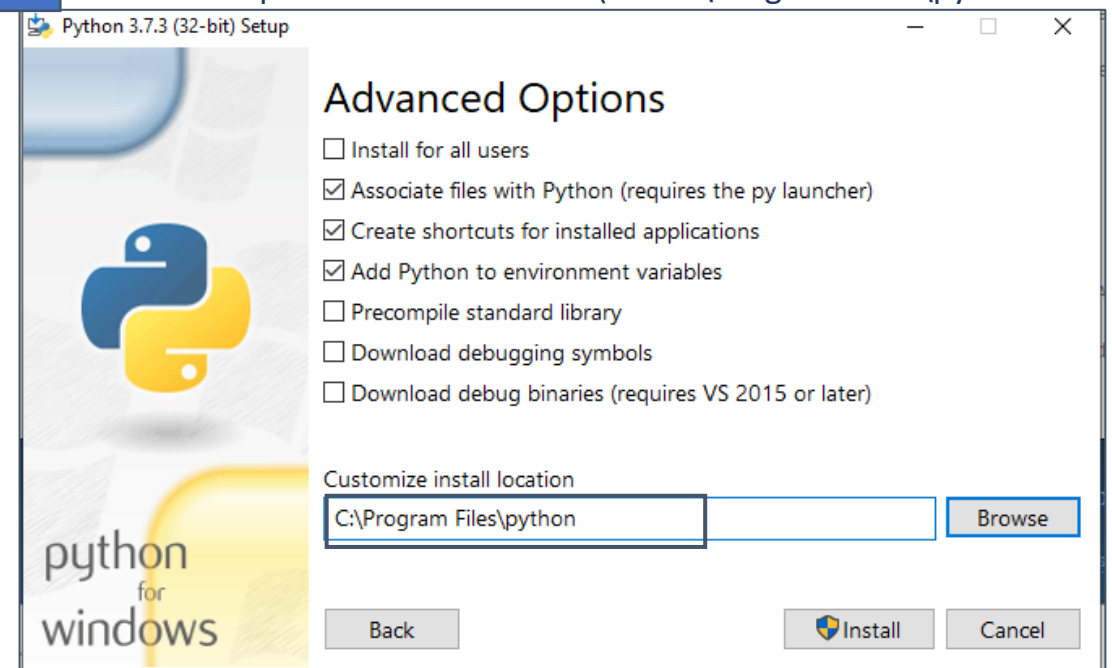 Python 3.7.3 (32-bit) Setup
Advanced Options
Install for all users
Associate files with Python (requires the py launcher)
Create shortcuts for installed applications
Add Python to environment variables
Precompile standard library
Download debugging symbols
Download debug binaries (requires VS 2015 or later)
Customize install location
C:\Program Files\python
Browse
python
for
windows
Back
Install
Cancel